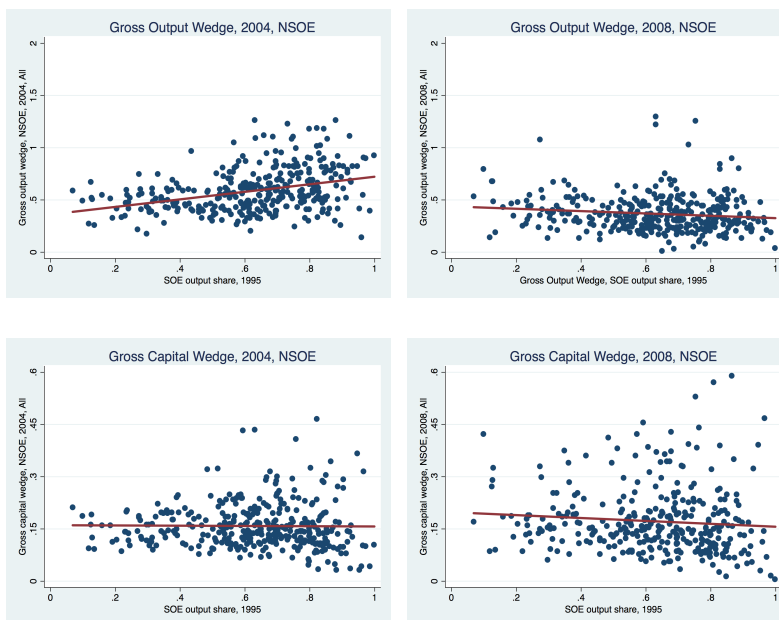 Gross Output Wedge, 2004, NSOE
Gross output wedge, NSOE, 2004, All
2
1.5
1
.5
0
0 .2 .4 .6 .8 1
SOE output share, 1995
Gross Output Wedge, 2008, NSOE
Gross output wedge, NSOE, 2008, All
2
1.5
1
.5
0
0 .2 .4 .6 .8 1
Gross Output Wedge, SOE output share, 1995
Gross Capital Wedge, 2004, NSOE
Gross capital wedge, NSOE, 2004, All
.6
.45
.3
.15
0
0 .2 .4 .6 .8 1
SOE output share, 1995
Gross Capital Wedge, 2008, NSOE
Gross capital wedge, NSOE, 2008, All
.6
.45
.3
.15
0
0 .2 .4 .6 .8 1
SOE output share, 1995